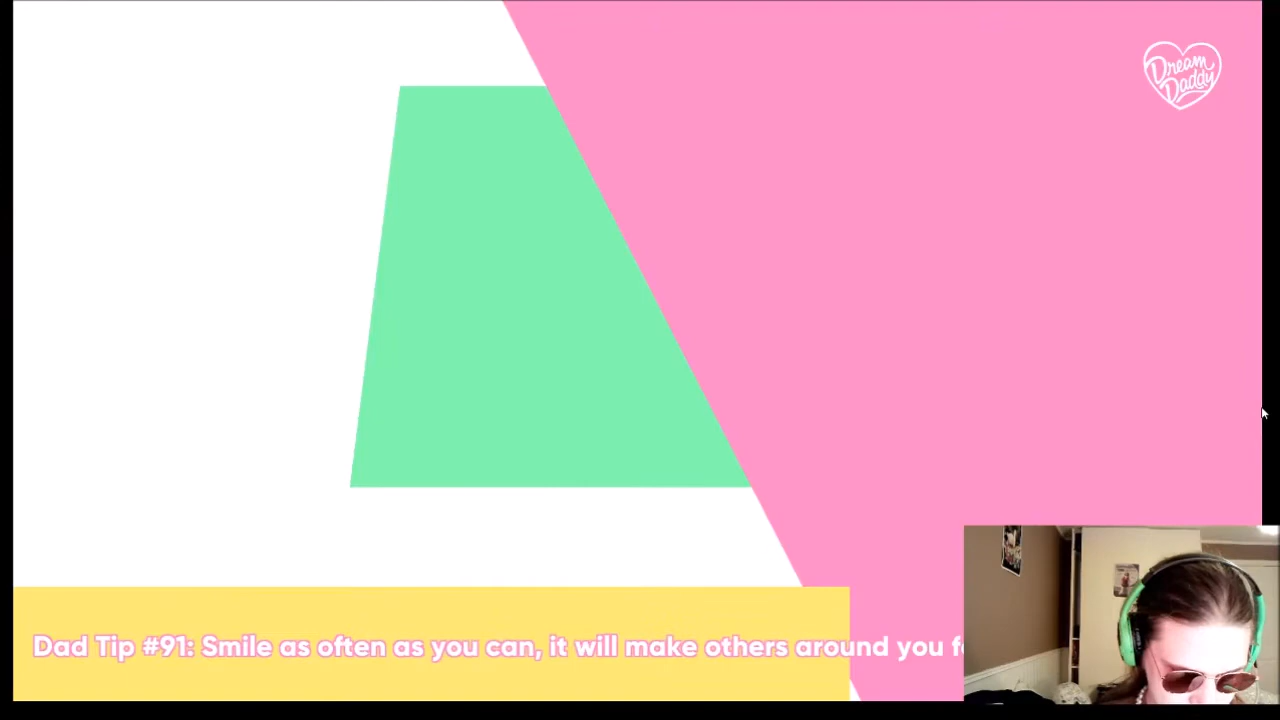 Dream
Daddy
Dad Tip #91: Smile as often as you can, it will make others around you